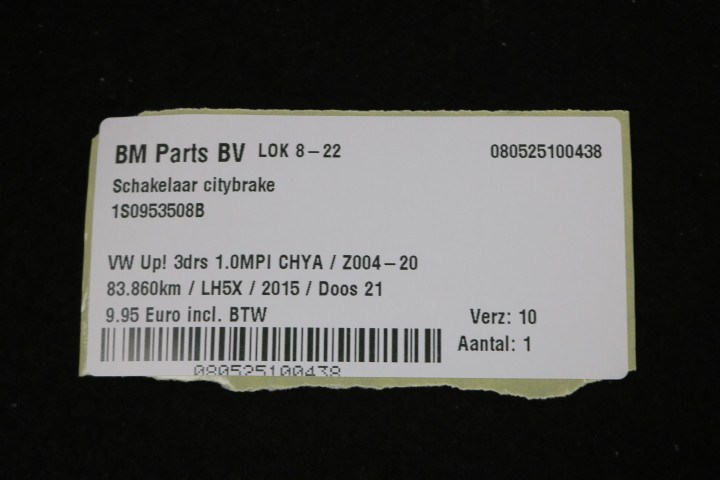 BM Parts BV LOK 8-22 080525100438
Schakelaar citybrake
1S0953508B
VW Up! 3drs 1.0MPI CHYA / Z004-20
83.860km / LH5X / 2015 / Doos 21
9.95 Euro incl. BTW Verz: 10
Aantal: 1
080525100438